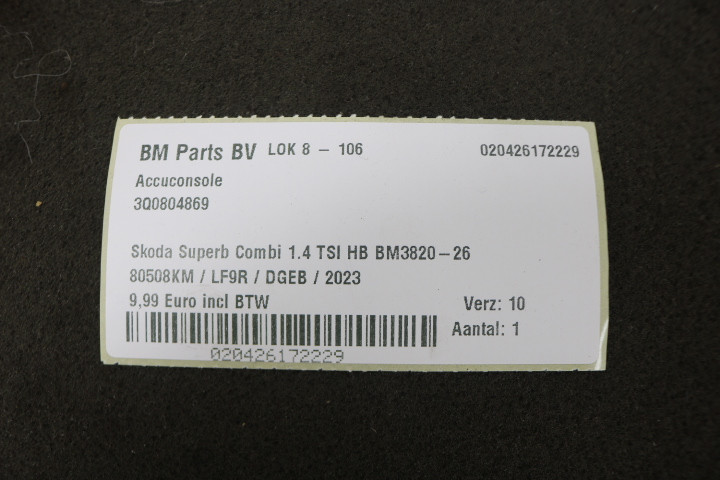 BM Parts BV LOK 8 - 106 020426172229
Accuconsole
3Q0804869
Skoda Superb Combi 1.4 TSI HB BM3820-26
80508KM / LF9R / DGEB / 2023
9,99 Euro incl BTW Verz: 10
Aantal: 1
020426172229